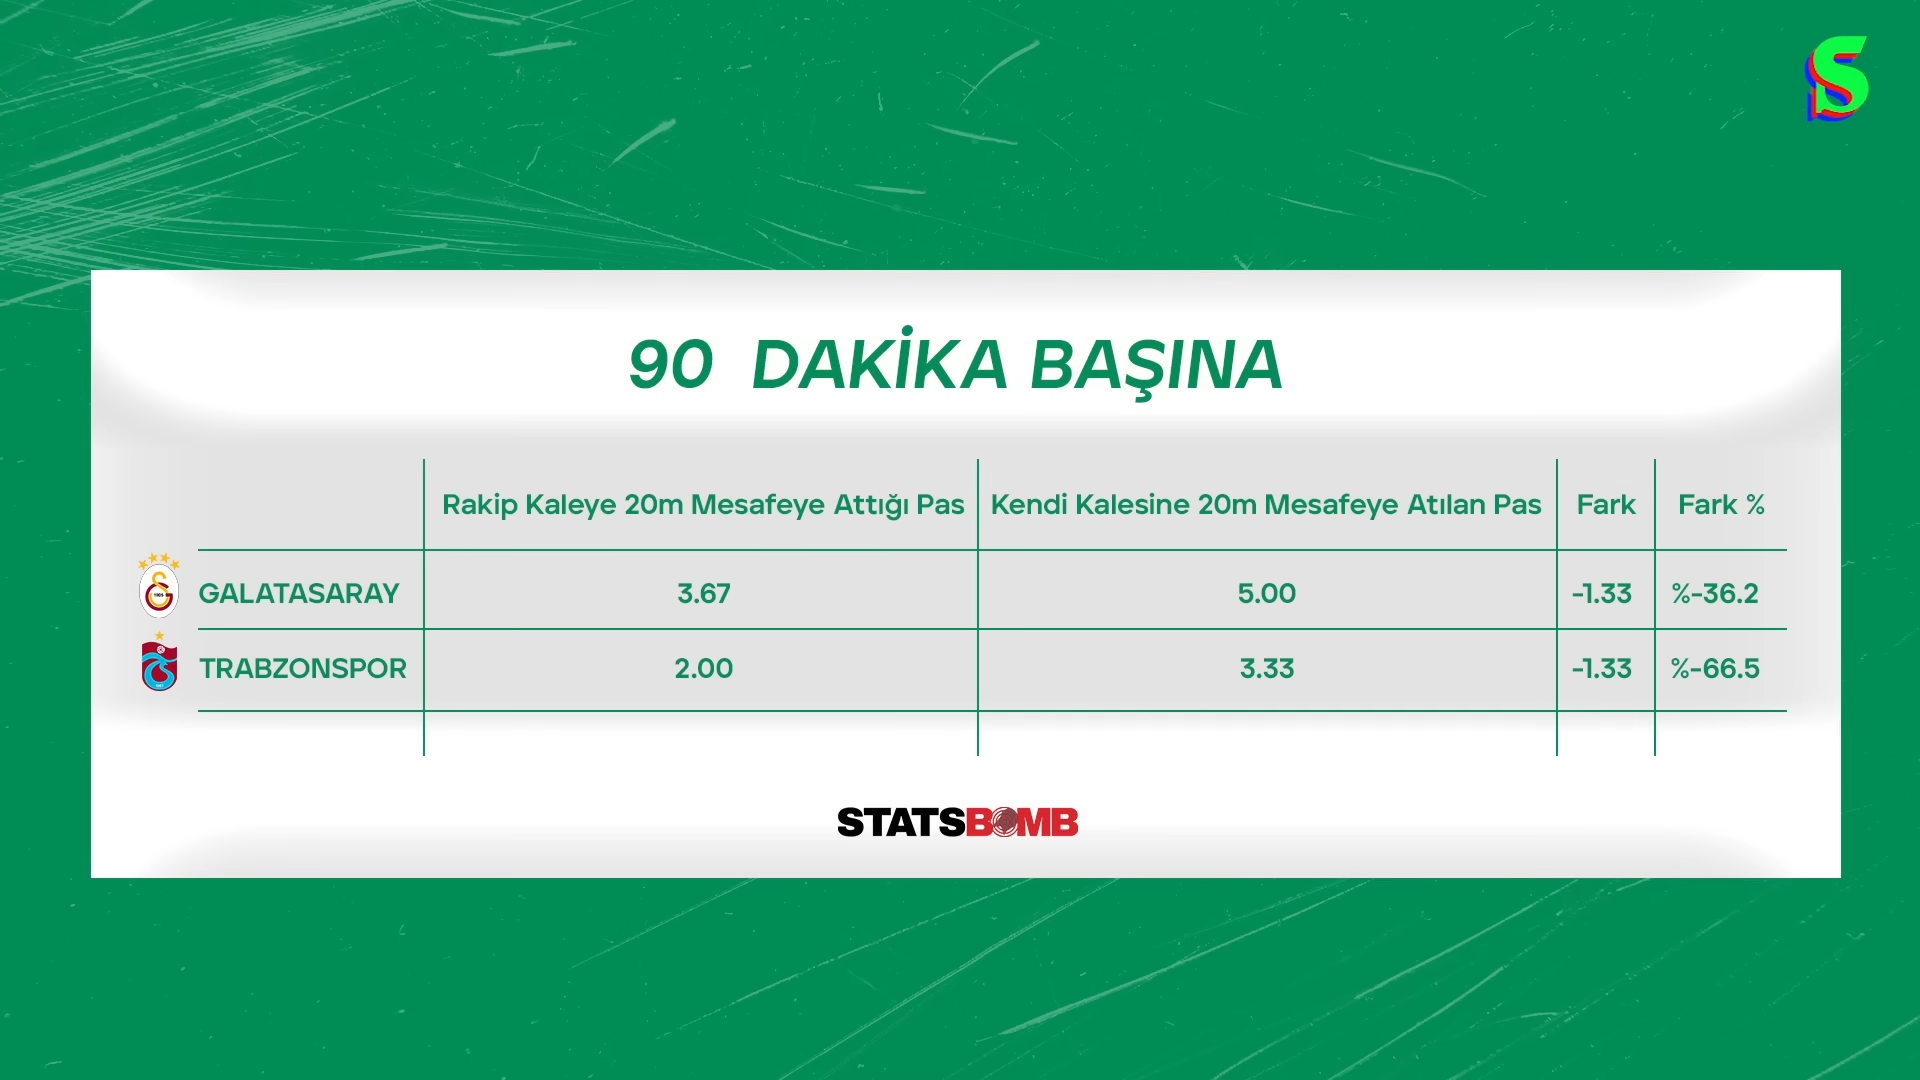 90 DAKİKA BAŞINA
Rakip Kaleye 20m Mesafeye Attığı Pas Kendi Kalesine 20m Mesafeye Atılan Pas Fark Fark %
GALATASARAY 3.67 5.00 -1.33 %-36.2
TRABZONSPOR 2.00 3.33 -1.33 %-66.5
STATSBOMB